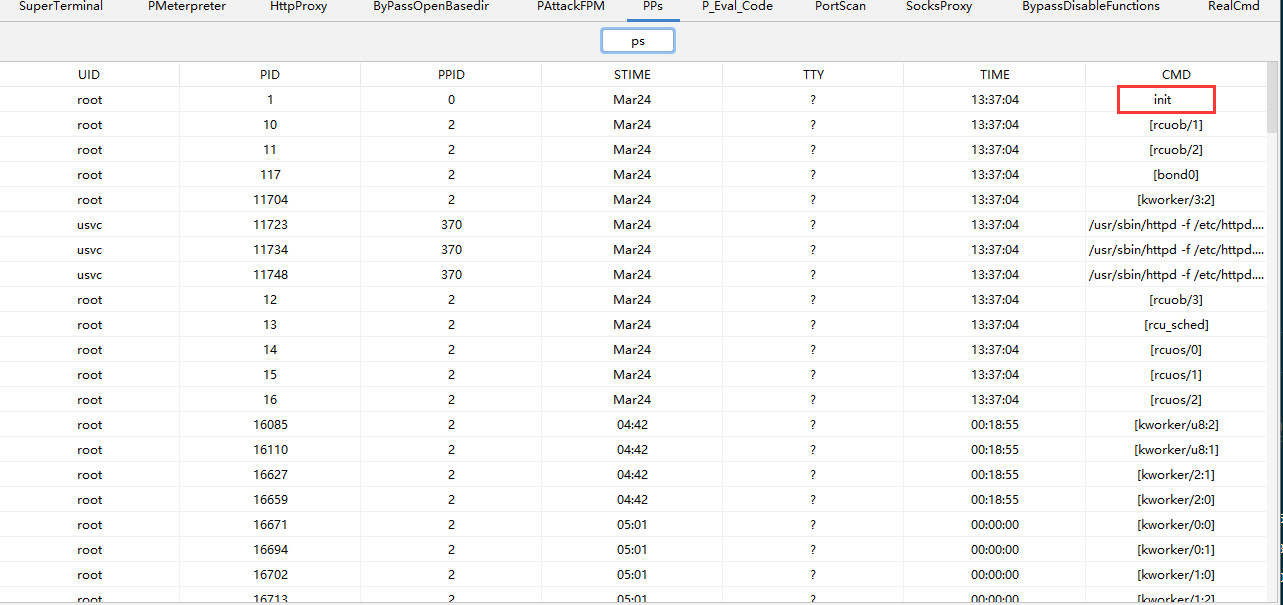 SuperTerminal PMeterpreter HttpProxy ByPassOpenBasedir PAttackFPM PPs P_Eval_Code PortScan SocksProxy BypassDisableFunctions RealCmd
ps
UID PID PPID STIME TTY TIME CMD
root 1 0 Mar24 ? 13:37:04 init
root 10 2 Mar24 ? 13:37:04 [rcuob/1]
root 11 2 Mar24 ? 13:37:04 [rcuob/2]
root 117 2 Mar24 ? 13:37:04 [bond0]
root 11704 2 Mar24 ? 13:37:04 [kworker/3:2]
usvc 11723 370 Mar24 ? 13:37:04 /usr/sbin/httpd -f /etc/httpd....
usvc 11734 370 Mar24 ? 13:37:04 /usr/sbin/httpd -f /etc/httpd....
usvc 11748 370 Mar24 ? 13:37:04 /usr/sbin/httpd -f /etc/httpd....
root 12 2 Mar24 ? 13:37:04 [rcuob/3]
root 13 2 Mar24 ? 13:37:04 [rcu_sched]
root 14 2 Mar24 ? 13:37:04 [rcuos/0]
root 15 2 Mar24 ? 13:37:04 [rcuos/1]
root 16 2 Mar24 ? 13:37:04 [rcuos/2]
root 16085 2 04:42 ? 00:18:55 [kworker/u8:2]
root 16110 2 04:42 ? 00:18:55 [kworker/u8:1]
root 16627 2 04:42 ? 00:18:55 [kworker/2:1]
root 16659 2 04:42 ? 00:18:55 [kworker/2:0]
root 16671 2 05:01 ? 00:00:00 [kworker/0:0]
root 16694 2 05:01 ? 00:00:00 [kworker/0:1]
root 16702 2 05:01 ? 00:00:00 [kworker/1:0]
root 16713 2 05:01 ? 00:00:00 [kworker/1:2]